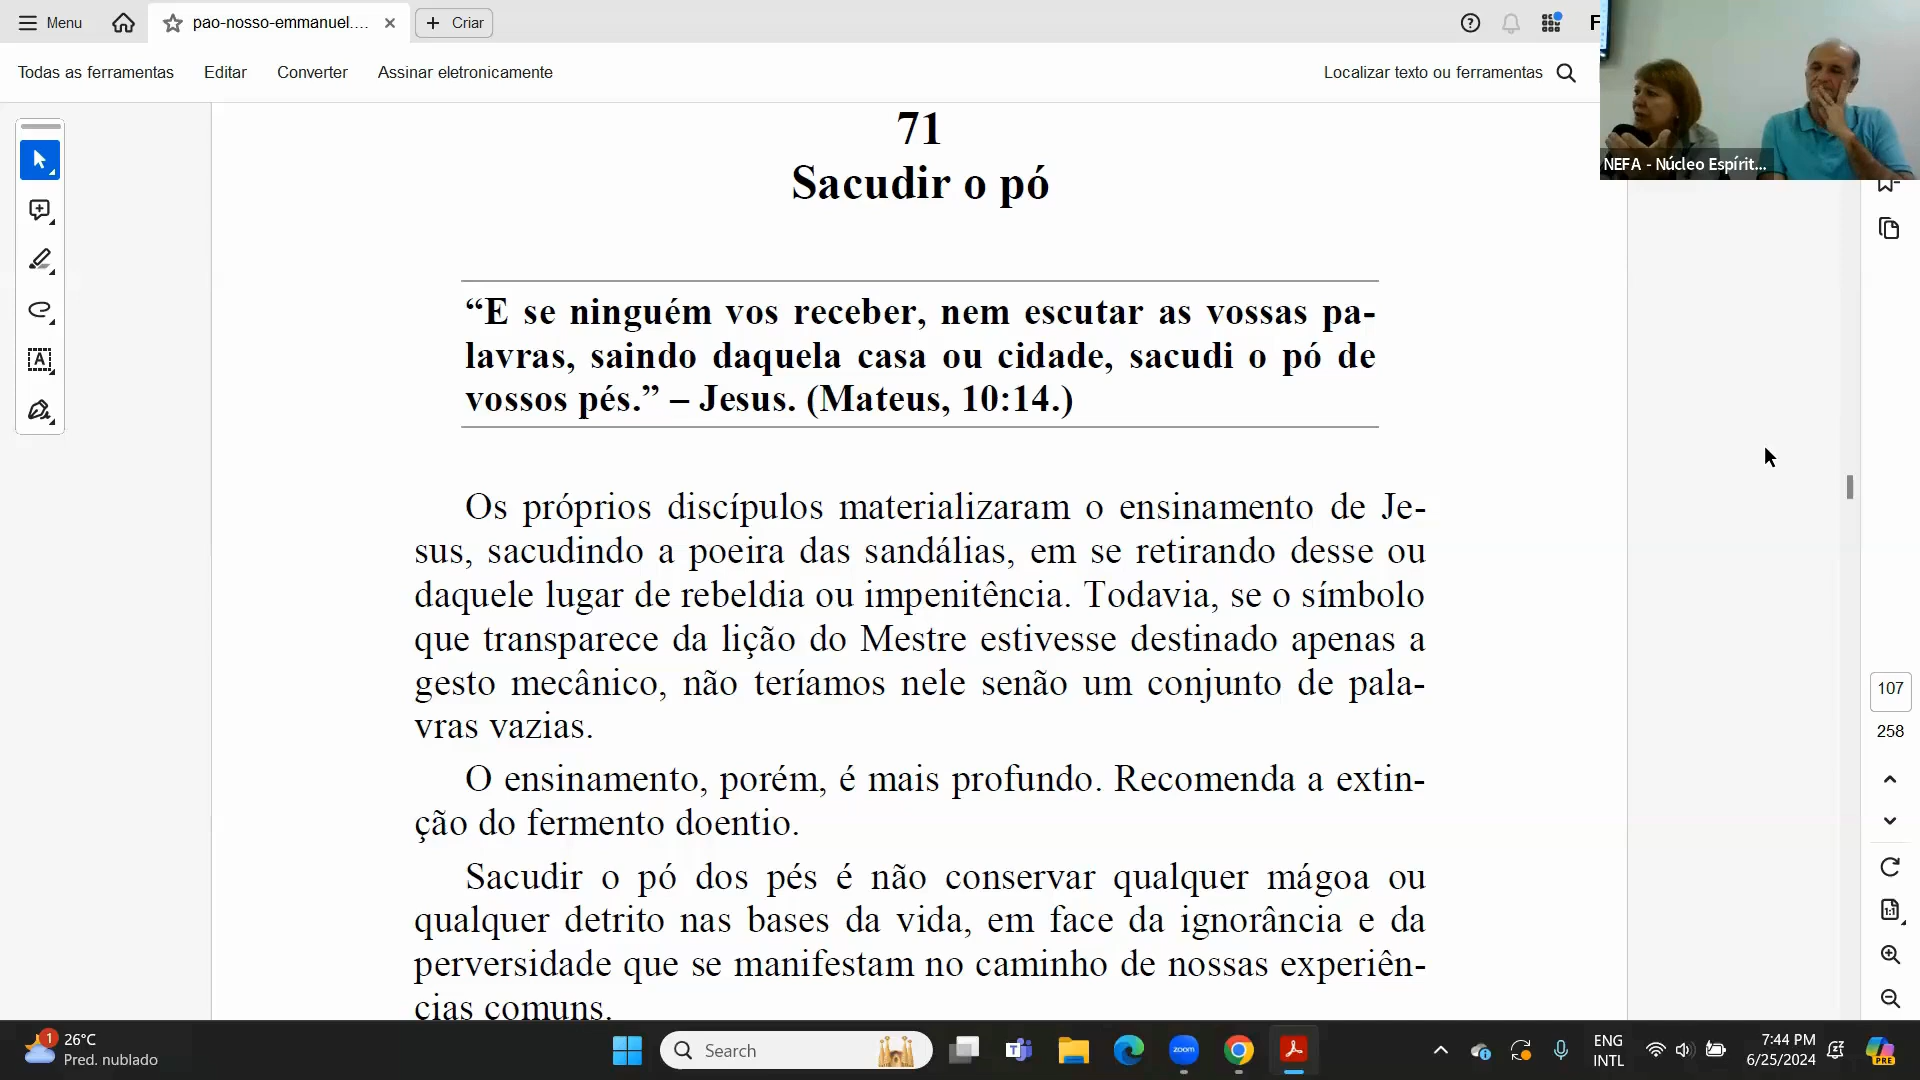 Menu
pao-nosso-emmanuel....
Criar
Todas as ferramentas
Editar
Converter
Assinar eletronicamente
Localizar texto ou ferramentas
NEFA - Núcleo Espírit...
71
Sacudir o pó
“E se ninguém vos receber, nem escutar as vossas pa-
lavras, saindo daquela casa ou cidade, sacudi o pó de
vossos pés.” – Jesus. (Mateus, 10:14.)
Os próprios discípulos materializaram o ensinamento de Je-
sus, sacudindo a poeira das sandálias, em se retirando desse ou
daquele lugar de rebeldia ou impenitência. Todavia, se o símbolo
que transparece da lição do Mestre estivesse destinado apenas a
gesto mecânico, não teríamos nele senão um conjunto de pala-
vras vazias.
O ensinamento, porém, é mais profundo. Recomenda a extin-
ção do fermento doentio.
Sacudir o pó dos pés é não conservar qualquer mágoa ou
qualquer detrito nas bases da vida, em face da ignorância e da
perversidade que se manifestam no caminho de nossas experiên-
cias comuns.
107
258
1
26°C
Pred. nublado
Search
zoom
ENG
INTL
7:44 PM
6/25/2024
PRE